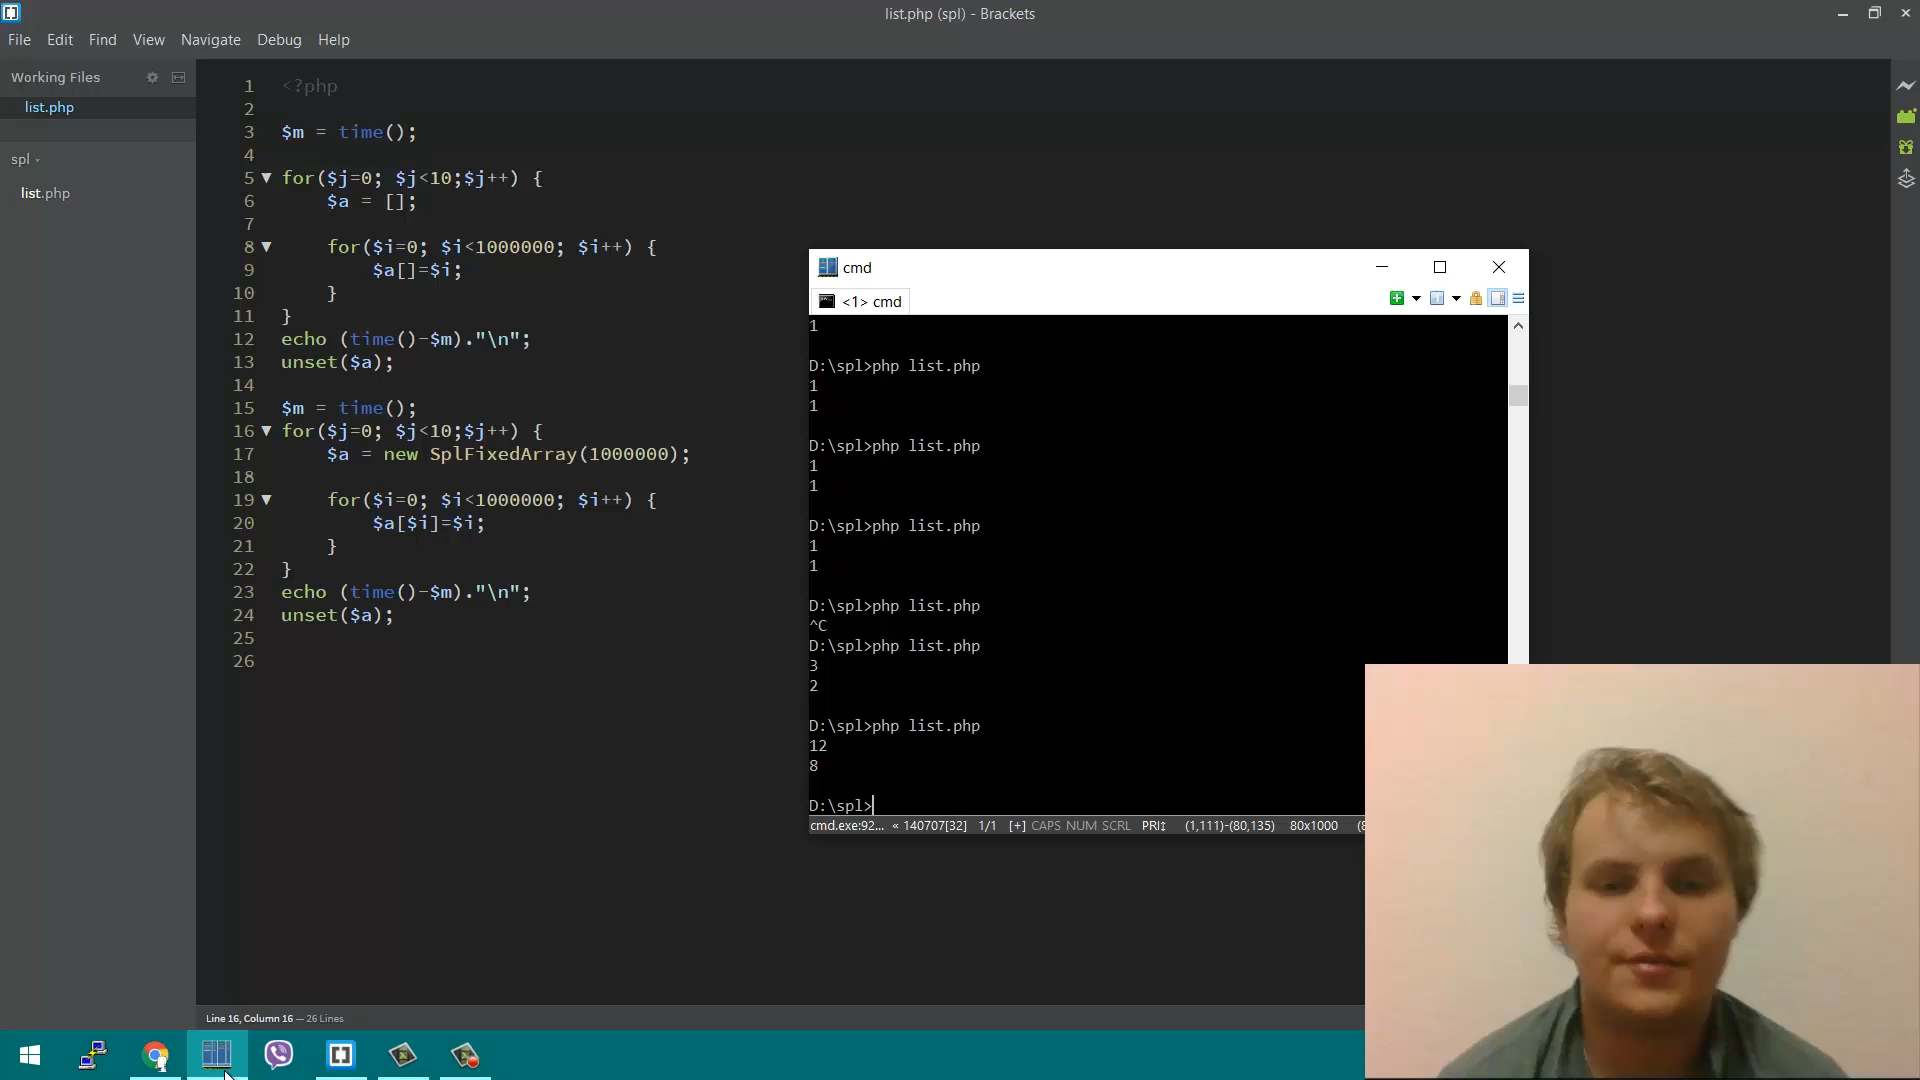 list.php (spl) - Brackets
File Edit Find View Navigate Debug Help
Working Files
list.php
spl
list.php
1 <?php
2
3 $m = time();
4
5 for($j=0; $j<10;$j++) {
6 $a = [];
7
8 for($i=0; $i<1000000; $i++) {
9 $a[]=$i;
10 }
11 }
12 echo (time()-$m)."\n";
13 unset($a);
14
15 $m = time();
16 for($j=0; $j<10;$j++) {
17 $a = new SplFixedArray(1000000);
18
19 for($i=0; $i<1000000; $i++) {
20 $a[$i]=$i;
21 }
22 }
23 echo (time()-$m)."\n";
24 unset($a);
25
26
Line 16, Column 16 — 26 Lines
cmd
<1> cmd
1
D:\spl>php list.php
1
1
D:\spl>php list.php
1
1
D:\spl>php list.php
1
1
D:\spl>php list.php
^C
D:\spl>php list.php
3
2
D:\spl>php list.php
12
8
D:\spl>
cmd.exe:92... « 140707[32] 1/1 [+] CAPS NUM SCRL PRI↕ (1,111)-(80,135) 80x1000 (8